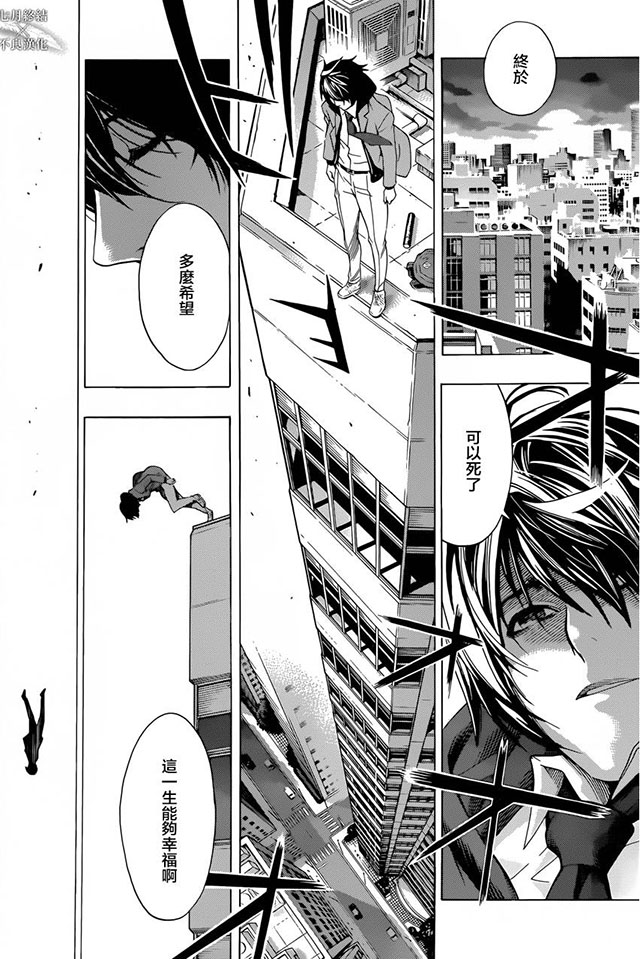 終於
可以死了
多麼希望
這一生能夠幸福啊
七月終結
×
不良漢化